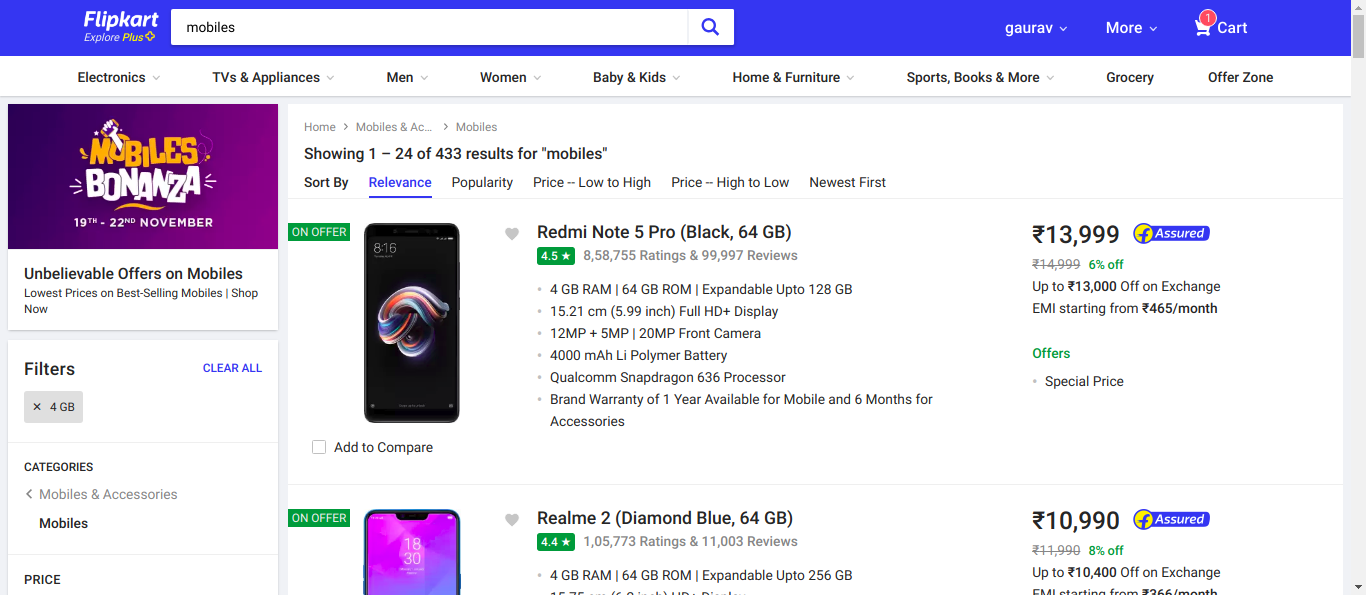 Flipkart
Explore Plus
mobiles
gaurav
More
1
Cart
Electronics
TVs & Appliances
Men
Women
Baby & Kids
Home & Furniture
Sports, Books & More
Grocery
Offer Zone
MOBILES
BONANZA
19TH - 22ND NOVEMBER
Unbelievable Offers on Mobiles
Lowest Prices on Best-Selling Mobiles | Shop
Now
Filters
CLEAR ALL
✕ 4 GB
CATEGORIES
Mobiles & Accessories
Mobiles
PRICE
Home > Mobiles & Ac... > Mobiles
Showing 1 – 24 of 433 results for "mobiles"
Sort By
Relevance
Popularity
Price -- Low to High
Price -- High to Low
Newest First
ON OFFER
8:16
Add to Compare
Redmi Note 5 Pro (Black, 64 GB)
4.5 ★ 8,58,755 Ratings & 99,997 Reviews
4 GB RAM | 64 GB ROM | Expandable Upto 128 GB
15.21 cm (5.99 inch) Full HD+ Display
12MP + 5MP | 20MP Front Camera
4000 mAh Li Polymer Battery
Qualcomm Snapdragon 636 Processor
Brand Warranty of 1 Year Available for Mobile and 6 Months for
Accessories
₹13,999
f Assured
₹14,999 6% off
Up to ₹13,000 Off on Exchange
EMI starting from ₹465/month
Offers
Special Price
ON OFFER
18
30
Realme 2 (Diamond Blue, 64 GB)
4.4 ★ 1,05,773 Ratings & 11,003 Reviews
4 GB RAM | 64 GB ROM | Expandable Upto 256 GB
₹10,990
f Assured
₹11,990 8% off
Up to ₹10,400 Off on Exchange
EMI starting from ₹366/month